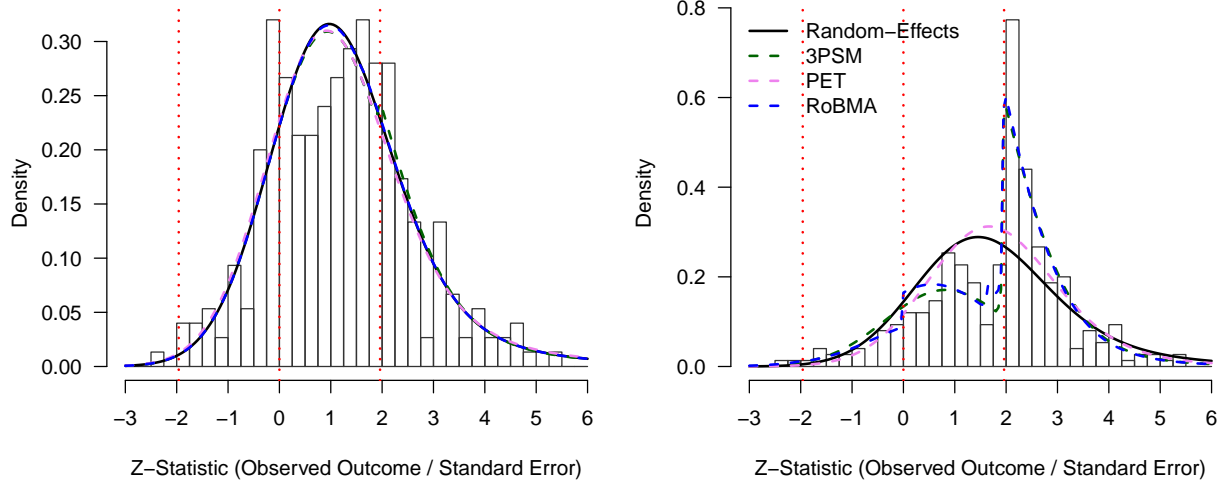 Density
0.30
0.25
0.20
0.15
0.10
0.05
0.00
−3 −2 −1 0 1 2 3 4 5 6
Z−Statistic (Observed Outcome / Standard Error)
Density
0.8
0.6
0.4
0.2
0.0
Random−Effects
3PSM
PET
RoBMA
−3 −2 −1 0 1 2 3 4 5 6
Z−Statistic (Observed Outcome / Standard Error)